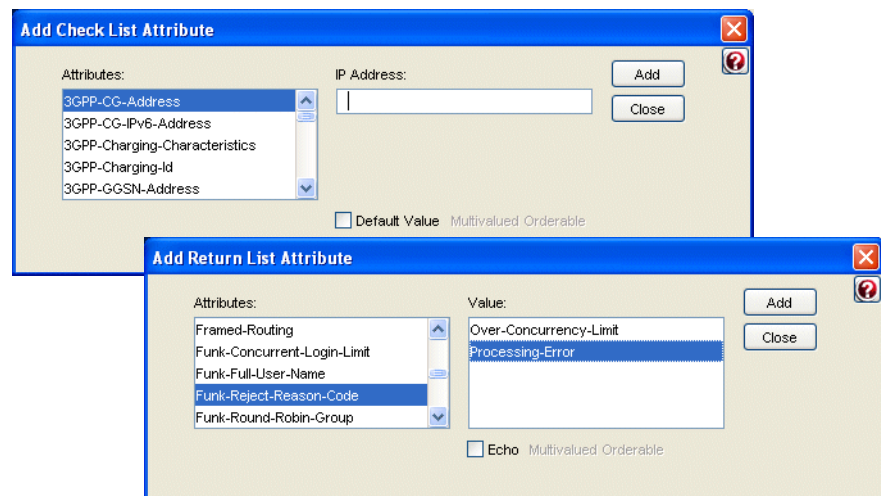 Add Check List Attribute
Attributes:
IP Address:
Add
3GPP-CG-Address
3GPP-CG-IPv6-Address
3GPP-Charging-Characteristics
3GPP-Charging-Id
3GPP-GGSN-Address
Close
Default Value Multivalued Orderable
Add Return List Attribute
Attributes:
Value:
Add
Framed-Routing
Funk-Concurrent-Login-Limit
Funk-Full-User-Name
Funk-Reject-Reason-Code
Funk-Round-Robin-Group
Over-Concurrency-Limit
Processing-Error
Close
Echo Multivalued Orderable